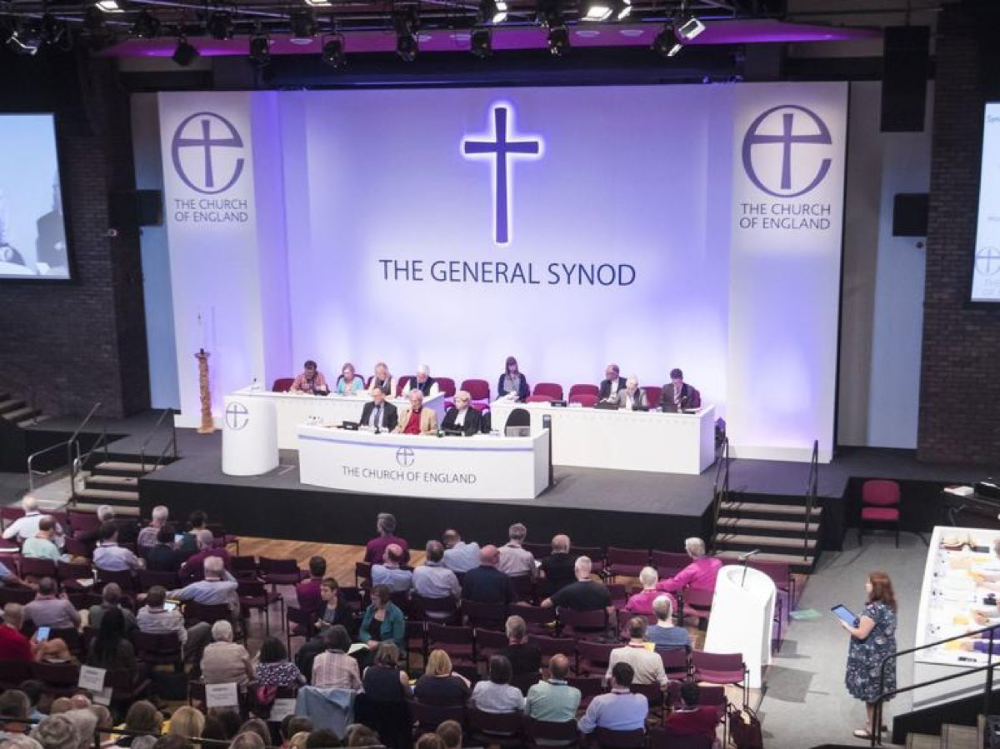 THE CHURCH
OF ENGLAND
THE GENERAL SYNOD
THE CHURCH
OF ENGLAND
THE CHURCH OF ENGLAND